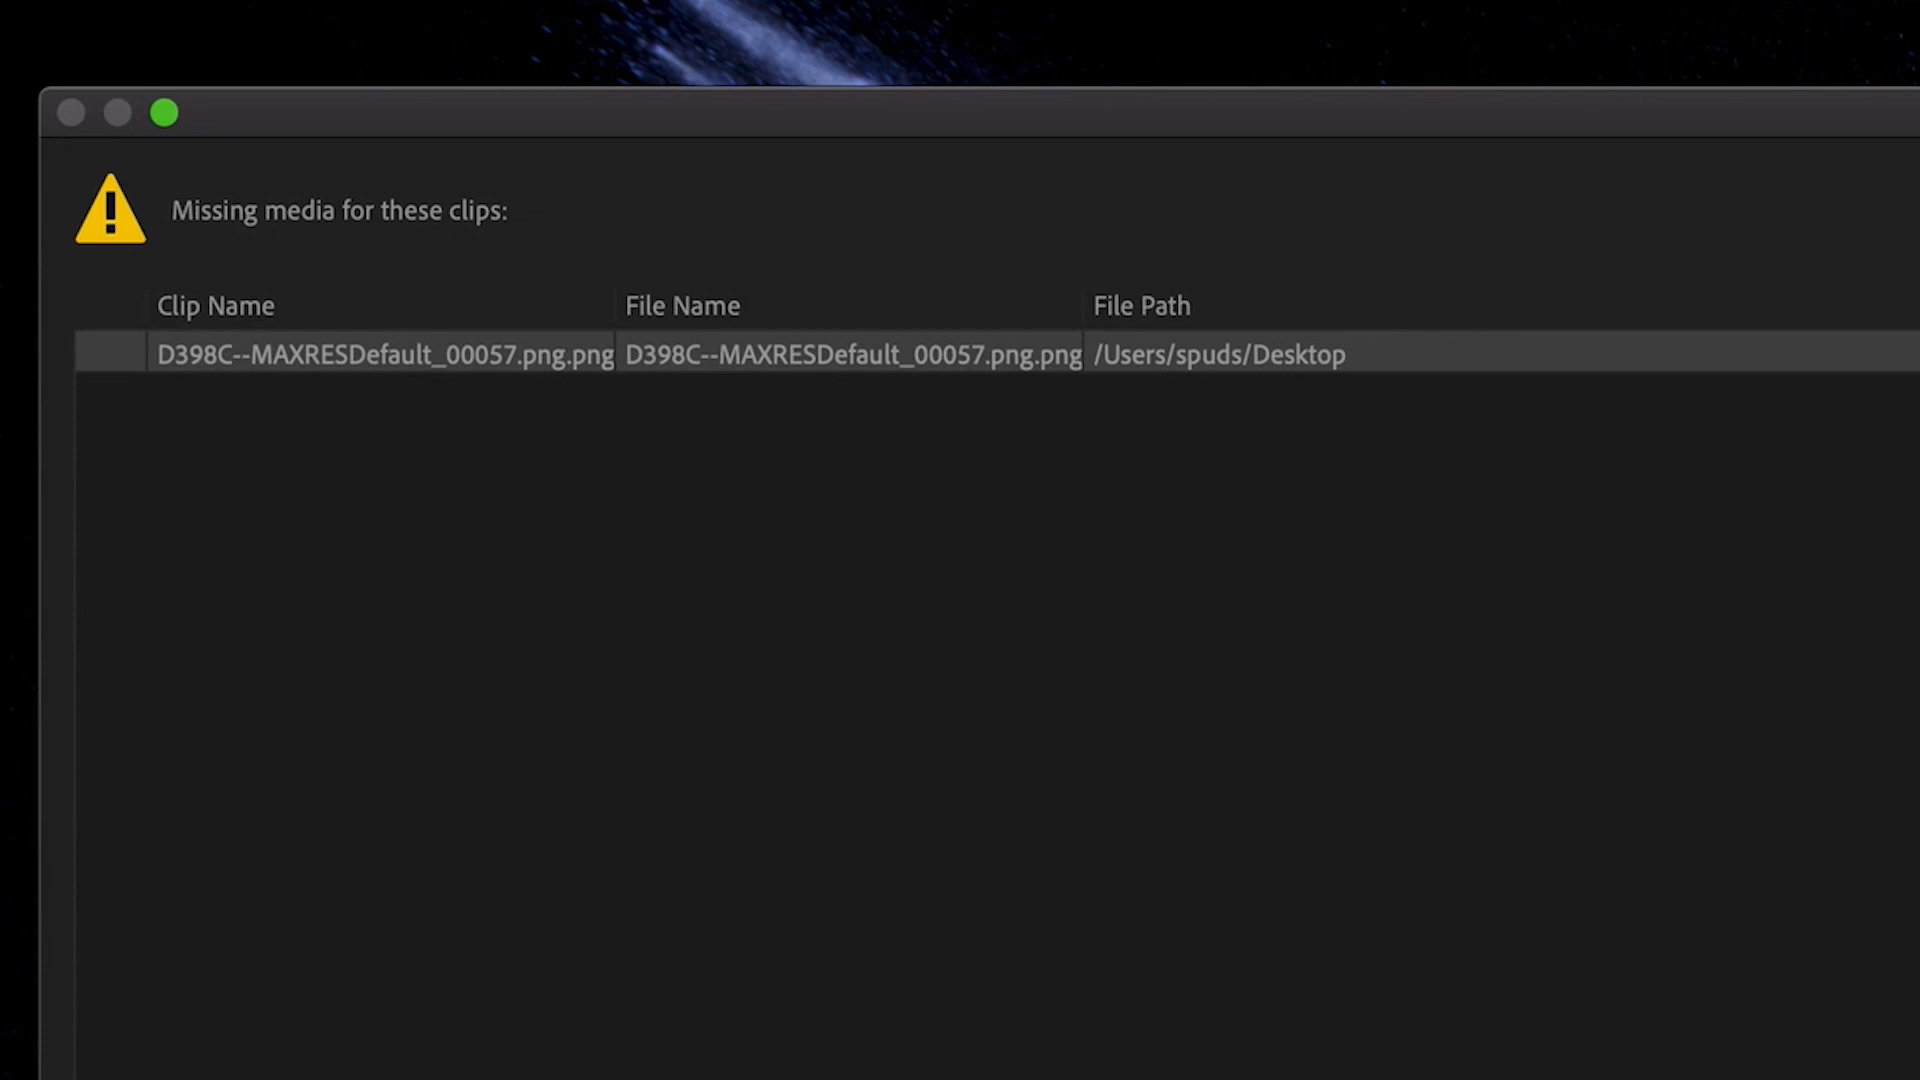 Missing media for these clips:
Clip Name File Name File Path
D398C--MAXRESDefault_00057.png.png D398C--MAXRESDefault_00057.png.png /Users/spuds/Desktop